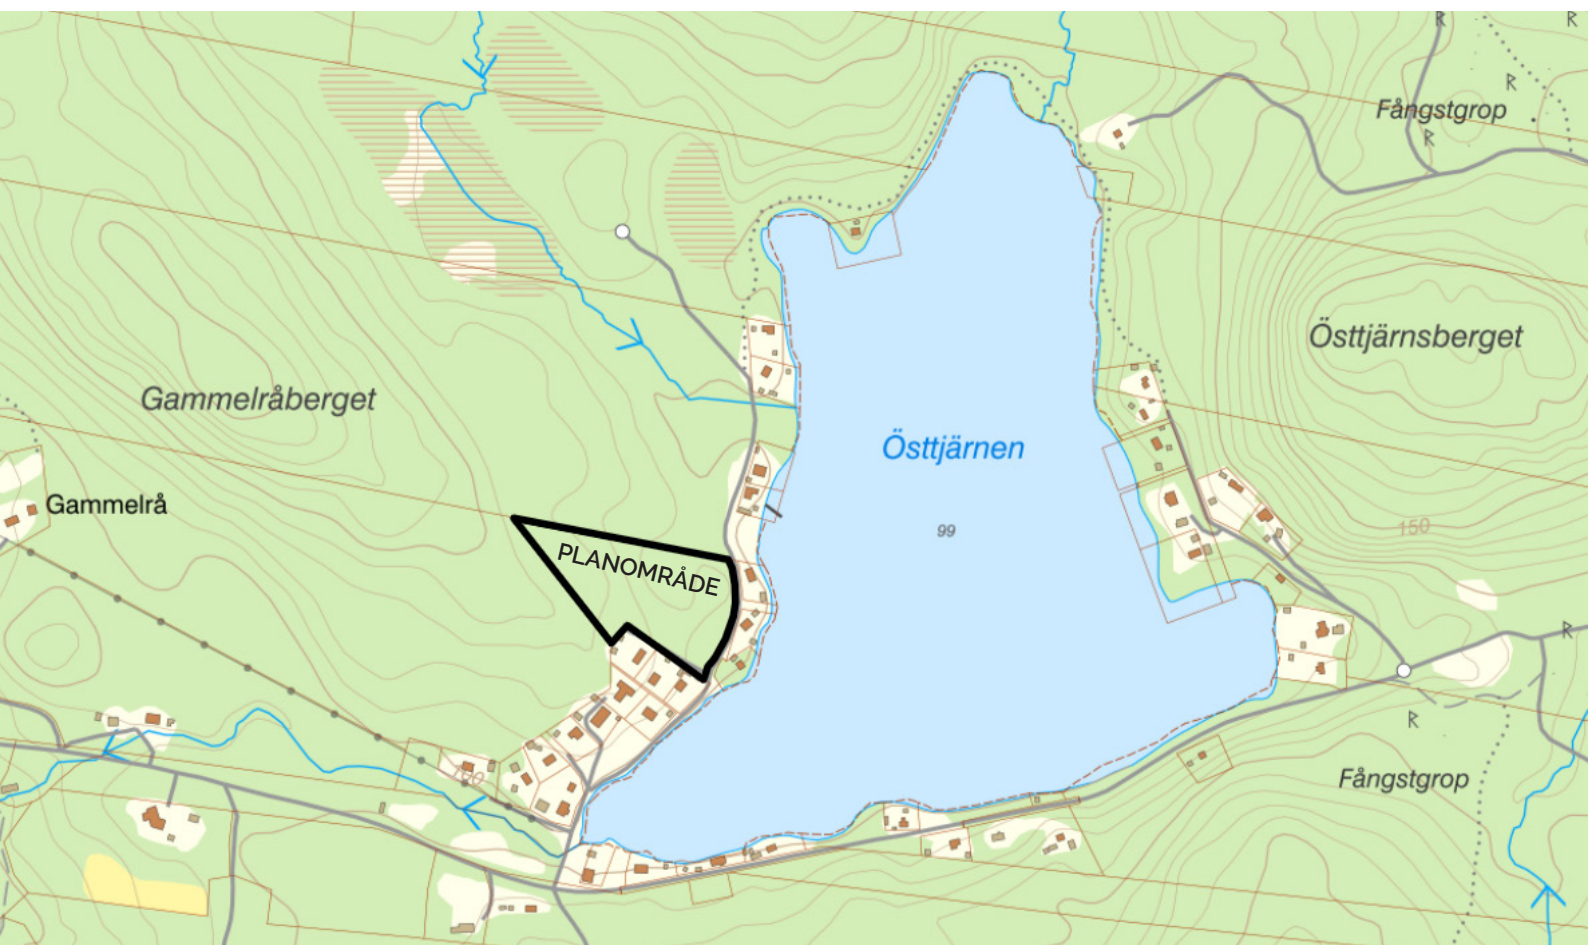 R
R
R
Fångstgrop
R
Östtjärnsberget
Gammelråberget
Östtjärnen
Gammelrå
99
150
PLANOMRÅDE
R
R
Fångstgrop